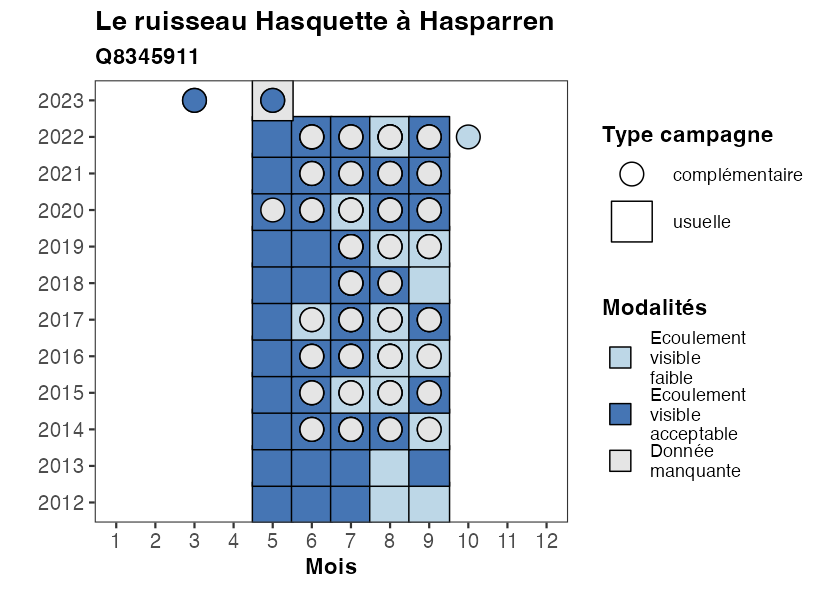 Le ruisseau Hasquette à Hasparren
Q8345911
2023
2022
2021
2020
2019
2018
2017
2016
2015
2014
2013
2012
1 2 3 4 5 6 7 8 9 10 11 12
Mois
Type campagne
complémentaire
usuelle
Modalités
Ecoulement
visible
faible
Ecoulement
visible
acceptable
Donnée
manquante